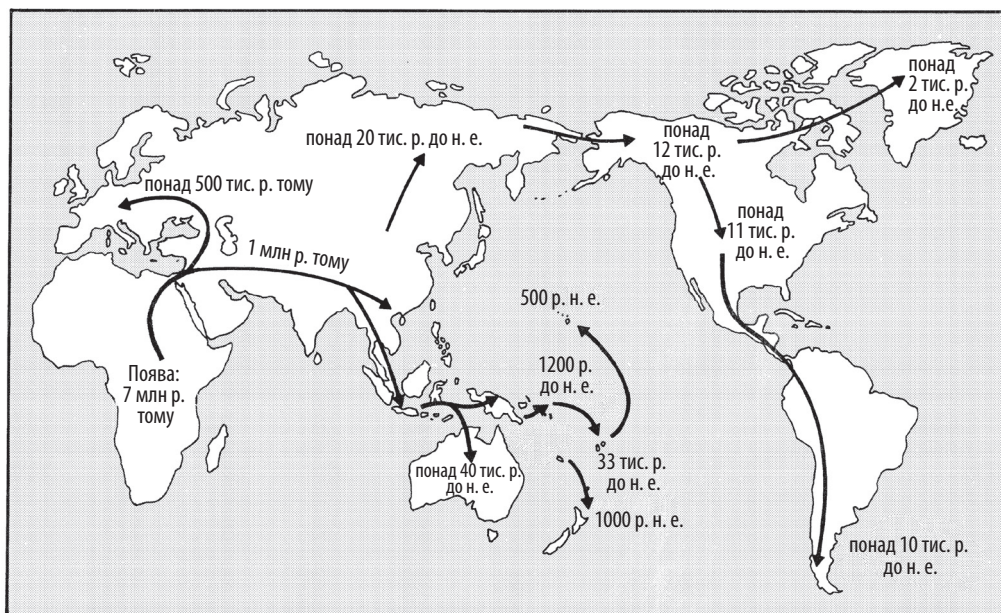 понад
2 тис. р.
до н.е.
понад 20 тис. р. до н. е.
понад
12 тис. р.
до н. е.
понад 500 тис. р. тому
понад
11 тис. р.
до н. е.
1 млн р. тому
500 р. н. е.
Поява:
7 млн р.
тому
1200 р.
до н. е.
понад 40 тис. р.
до н. е.
33 тис. р.
до н. е.
1000 р. н. е.
понад 10 тис. р.
до н. е.